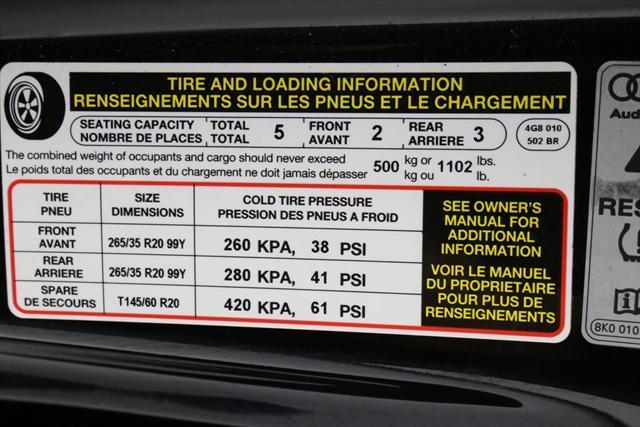 TIRE AND LOADING INFORMATION
RENSEIGNEMENTS SUR LES PNEUS ET LE CHARGEMENT
SEATING CAPACITY TOTAL 5 FRONT 2 REAR 3
NOMBRE DE PLACES TOTAL AVANT ARRIERE
4G8 010
502 BR
The combined weight of occupants and cargo should never exceed 500 kg or 1102 lbs.
Le poids total des occupants et du chargement ne doit jamais dépasser kg ou lb.
TIRE SIZE COLD TIRE PRESSURE
PNEU DIMENSIONS PRESSION DES PNEUS A FROID
FRONT
AVANT 265/35 R20 99Y 260 KPA, 38 PSI
REAR
ARRIERE 265/35 R20 99Y 280 KPA, 41 PSI
SPARE
DE SECOURS T145/60 R20 420 KPA, 61 PSI
SEE OWNER'S
MANUAL FOR
ADDITIONAL
INFORMATION
VOIR LE MANUEL
DU PROPRIETAIRE
POUR PLUS DE
RENSEIGNEMENTS
Aud
RES
8K0 010